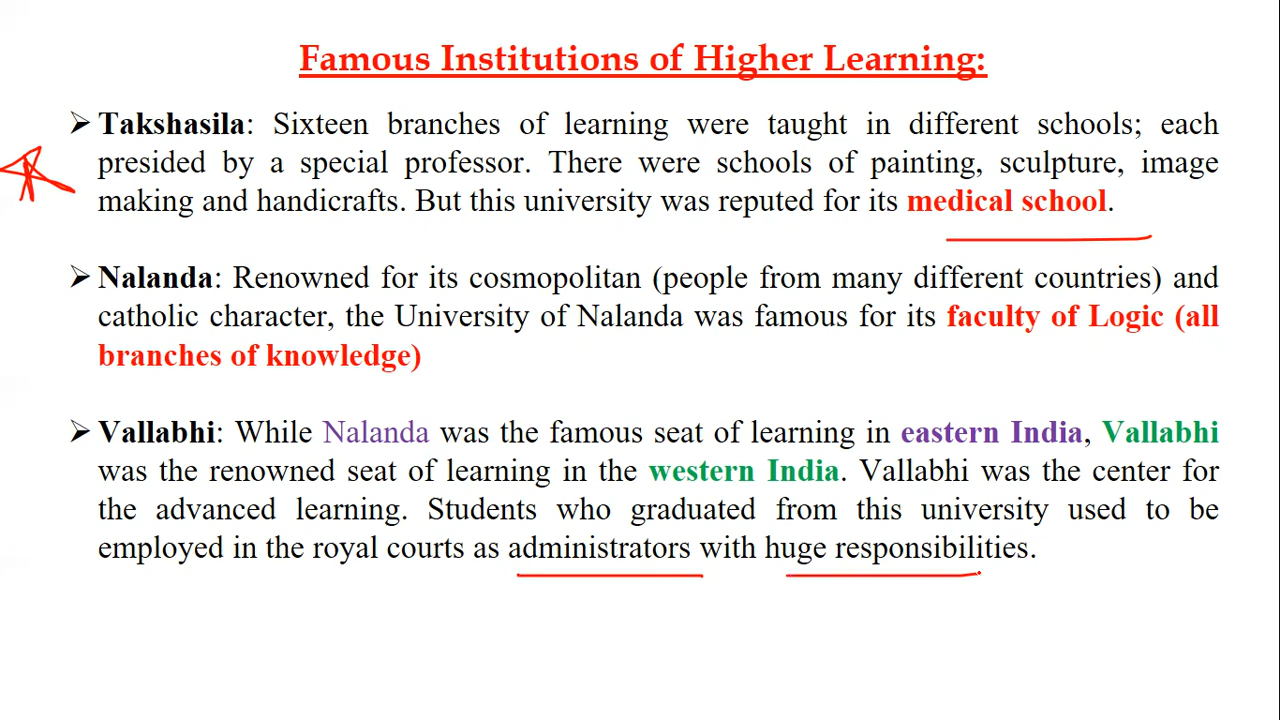 Famous Institutions of Higher Learning:
➢ Takshasila: Sixteen branches of learning were taught in different schools; each
presided by a special professor. There were schools of painting, sculpture, image
making and handicrafts. But this university was reputed for its medical school.
➢ Nalanda: Renowned for its cosmopolitan (people from many different countries) and
catholic character, the University of Nalanda was famous for its faculty of Logic (all
branches of knowledge)
➢ Vallabhi: While Nalanda was the famous seat of learning in eastern India, Vallabhi
was the renowned seat of learning in the western India. Vallabhi was the center for
the advanced learning. Students who graduated from this university used to be
employed in the royal courts as administrators with huge responsibilities.